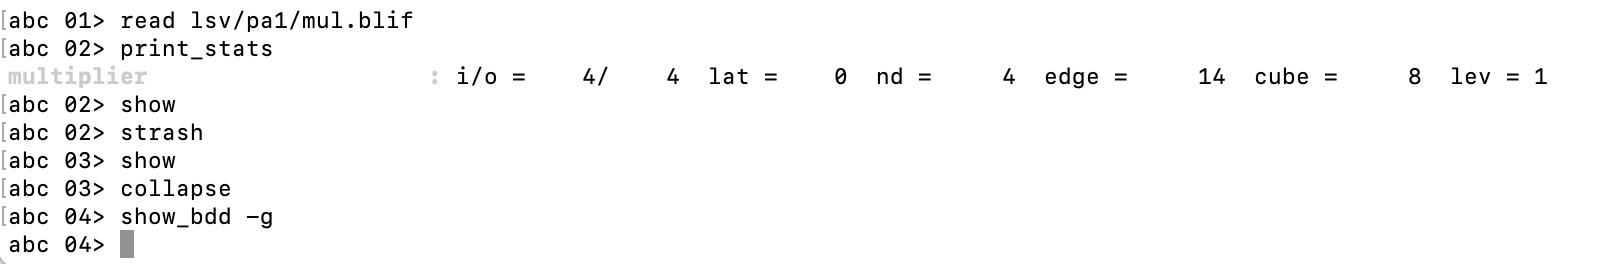 [abc 01> read lsv/pa1/mul.blif
[abc 02> print_stats
multiplier : i/o = 4/ 4 lat = 0 nd = 4 edge = 14 cube = 8 lev = 1
[abc 02> show
[abc 02> strash
[abc 03> show
[abc 03> collapse
[abc 04> show_bdd -g
abc 04>